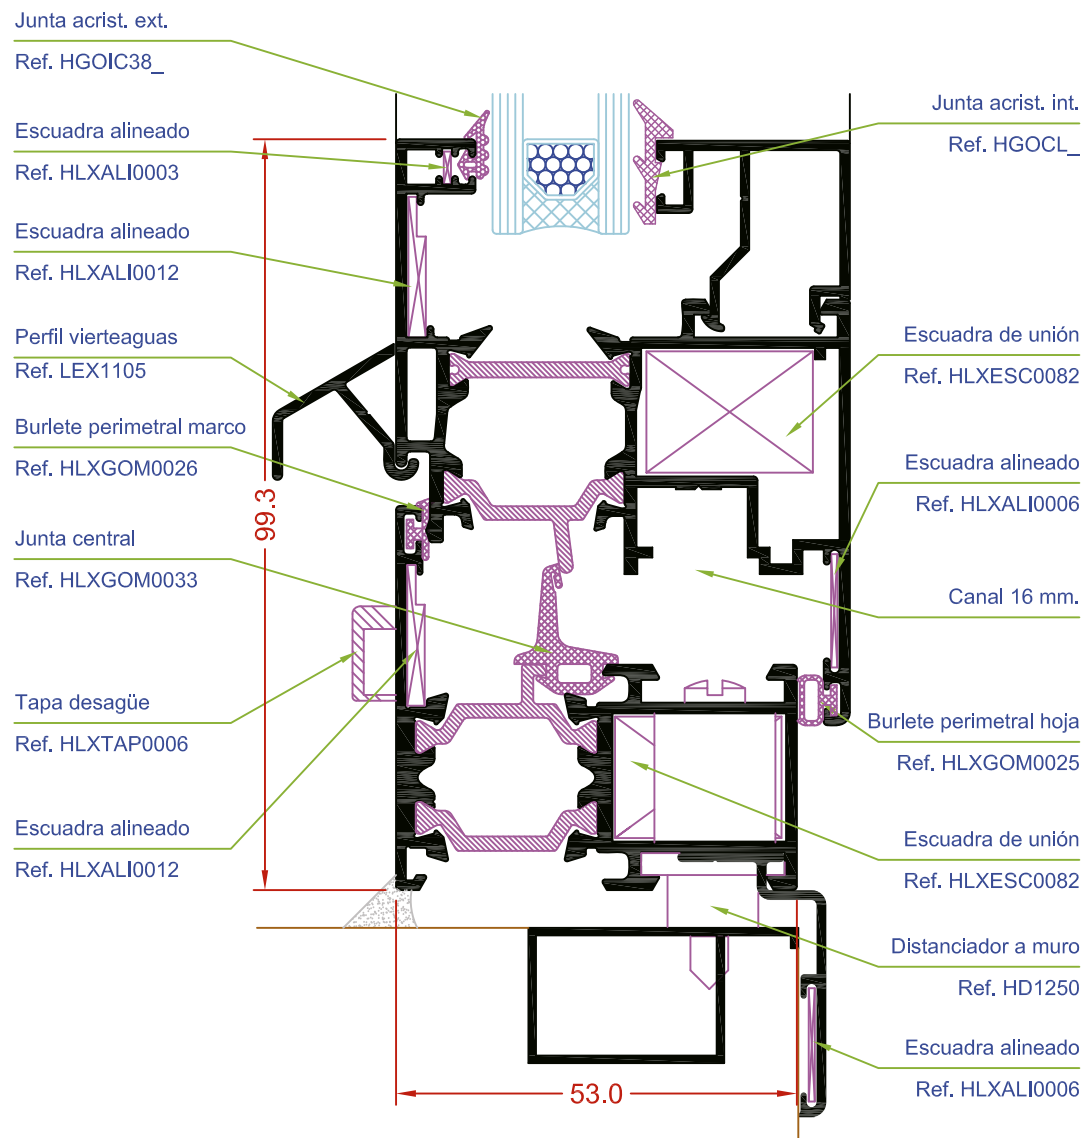 Junta acrist. ext.
Ref. HGOIC38_
Escuadra alineado
Ref. HLXALI0003
Escuadra alineado
Ref. HLXALI0012
Perfil vierteaguas
Ref. LEX1105
Burlete perimetral marco
Ref. HLXGOM0026
Junta central
Ref. HLXGOM0033
Tapa desagüe
Ref. HLXTAP0006
Escuadra alineado
Ref. HLXALI0012
99.3
53.0
Junta acrist. int.
Ref. HGOCL_
Escuadra de unión
Ref. HLXESC0082
Escuadra alineado
Ref. HLXALI0006
Canal 16 mm.
Burlete perimetral hoja
Ref. HLXGOM0025
Escuadra de unión
Ref. HLXESC0082
Distanciador a muro
Ref. HD1250
Escuadra alineado
Ref. HLXALI0006